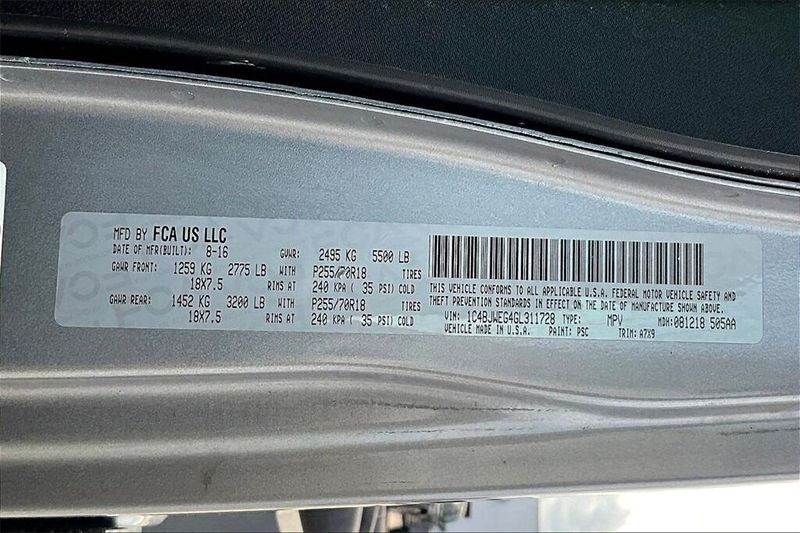 MFD BY FCA US LLC
DATE OF MFR(BUILT): 8-16 GVWR: 2495 KG 5500 LB
GAWR FRONT: 1259 KG 2775 LB WITH P255/70R18 TIRES
18X7.5 RIMS AT 240 KPA ( 35 PSI) COLD
GAWR REAR: 1452 KG 3200 LB WITH P255/70R18 TIRES
18X7.5 RIMS AT 240 KPA ( 35 PSI) COLD
THIS VEHICLE CONFORMS TO ALL APPLICABLE U.S.A. FEDERAL MOTOR VEHICLE SAFETY AND
THEFT PREVENTION STANDARDS IN EFFECT ON THE DATE OF MANUFACTURE SHOWN ABOVE.
VIN: 1C4BJWEG4GL311728 TYPE: MPV MDH:081218 505AA
VEHICLE MADE IN U.S.A. PAINT: PSC TRIM: A7X9